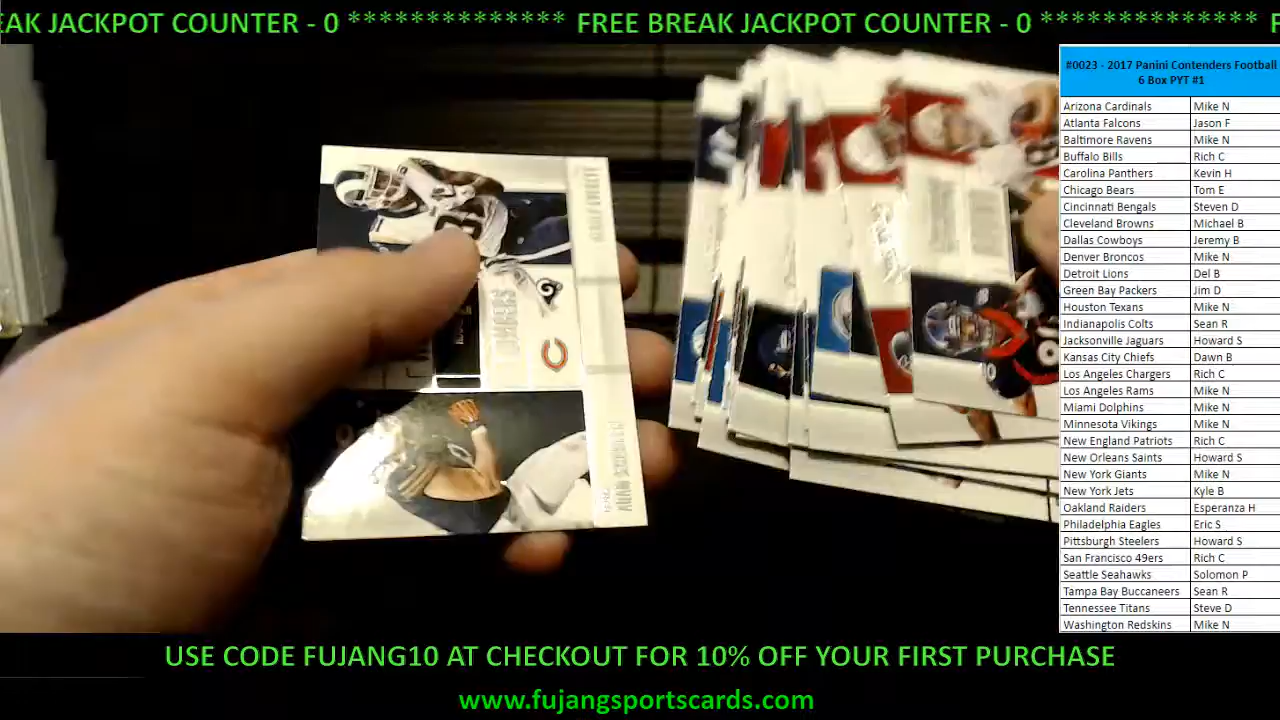 AK JACKPOT COUNTER - 0 ************** FREE BREAK JACKPOT COUNTER - 0 ************** F
#0023 - 2017 Panini Contenders Football
6 Box PYT #1
Arizona Cardinals Mike N
Atlanta Falcons Jason F
Baltimore Ravens Mike N
Buffalo Bills Rich C
Carolina Panthers Kevin H
Chicago Bears Tom E
Cincinnati Bengals Steven D
Cleveland Browns Michael B
Dallas Cowboys Jeremy B
Denver Broncos Mike N
Detroit Lions Del B
Green Bay Packers Jim D
Houston Texans Mike N
Indianapolis Colts Sean R
Jacksonville Jaguars Howard S
Kansas City Chiefs Dawn B
Los Angeles Chargers Rich C
Los Angeles Rams Mike N
Miami Dolphins Mike N
Minnesota Vikings Mike N
New England Patriots Rich C
New Orleans Saints Howard S
New York Giants Mike N
New York Jets Kyle B
Oakland Raiders Esperanza H
Philadelphia Eagles Eric S
Pittsburgh Steelers Howard S
San Francisco 49ers Rich C
Seattle Seahawks Solomon P
Tampa Bay Buccaneers Sean R
Tennessee Titans Steve D
Washington Redskins Mike N
USE CODE FUJANG10 AT CHECKOUT FOR 10% OFF YOUR FIRST PURCHASE
www.fujangsportscards.com